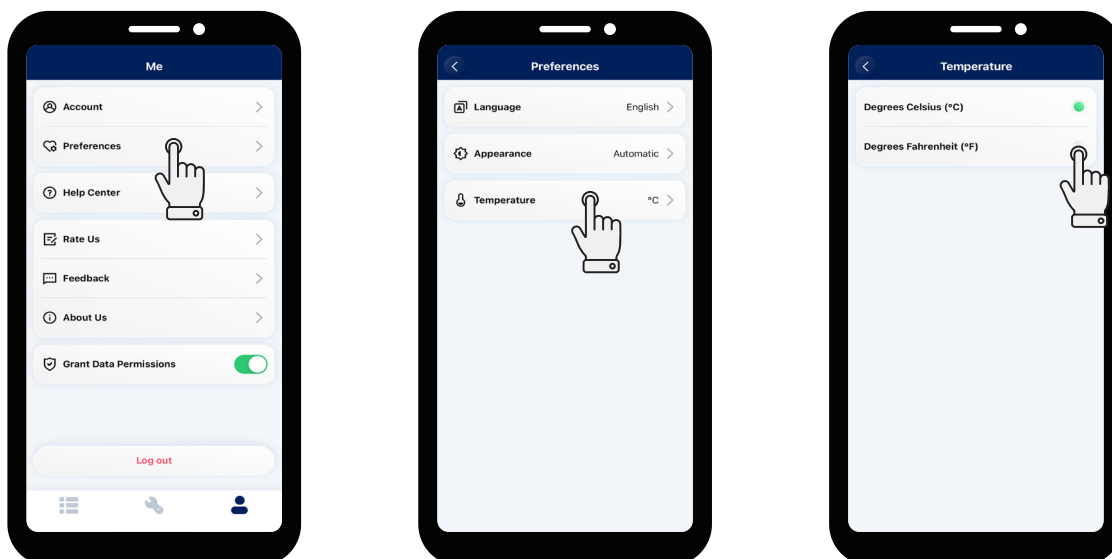 Me
Account
Preferences
Help Center
Rate Us
Feedback
About Us
Grant Data Permissions
Log out
Preferences
Language English
Appearance Automatic
Temperature °C
Temperature
Degrees Celsius (°C)
Degrees Fahrenheit (°F)